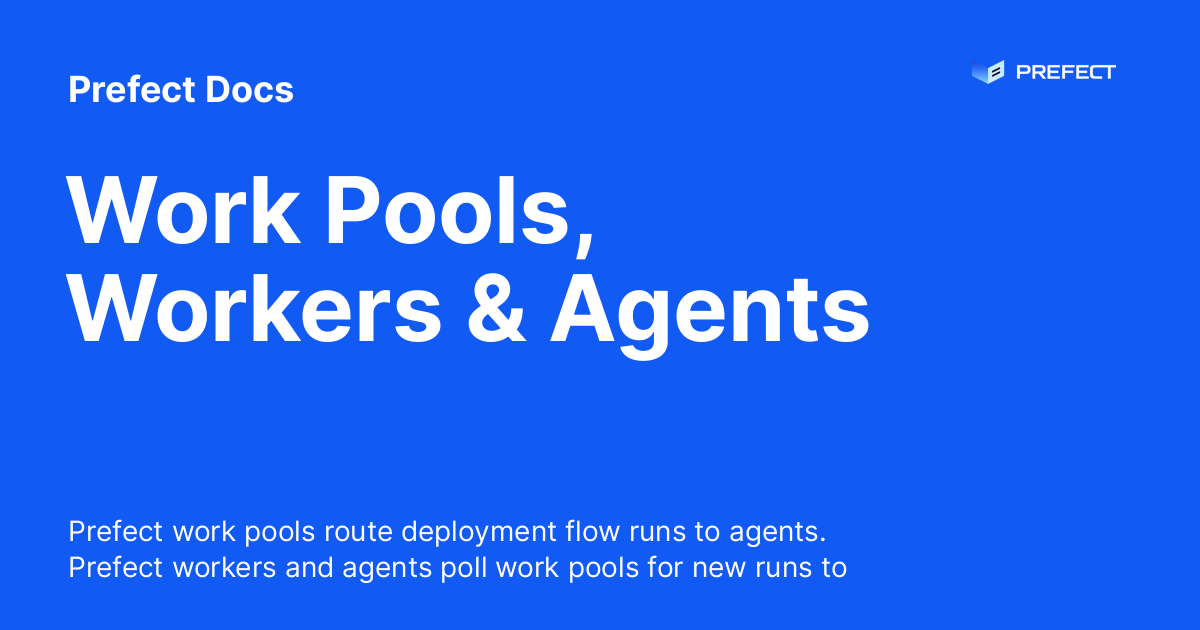 Prefect Docs
PREFECT
Work Pools,
Workers & Agents
Prefect work pools route deployment flow runs to agents.
Prefect workers and agents poll work pools for new runs to